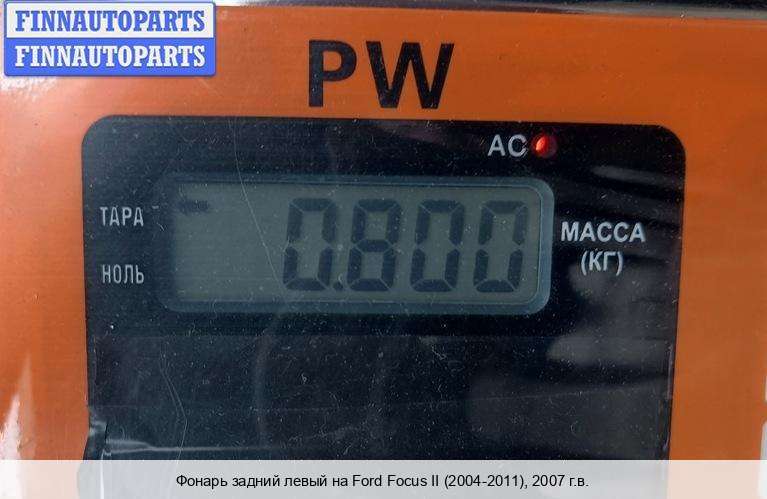 FINNAUTOPARTS
FINNAUTOPARTS
PW
AC
ТАРА
0.800
МАССА
(КГ)
НОЛЬ
Фонарь задний левый на Ford Focus II (2004-2011), 2007 г.в.